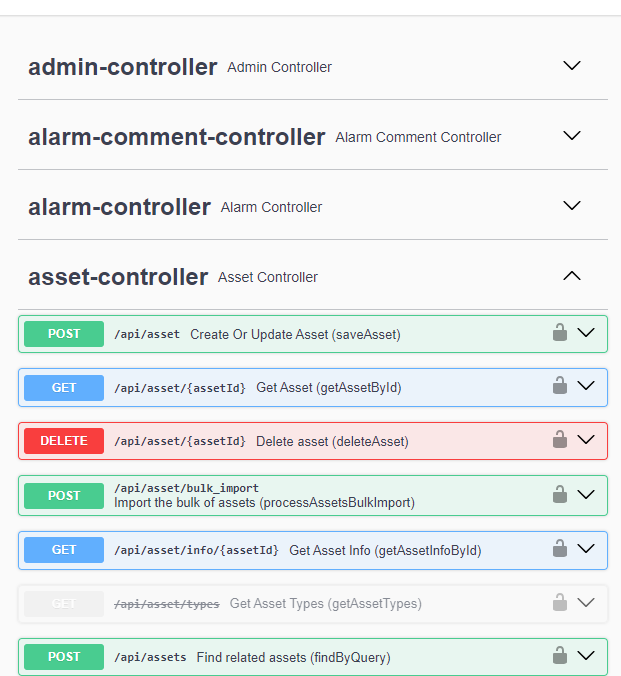 admin-controller Admin Controller
alarm-comment-controller Alarm Comment Controller
alarm-controller Alarm Controller
asset-controller Asset Controller
POST /api/asset Create Or Update Asset (saveAsset)
GET /api/asset/{assetId} Get Asset (getAssetById)
DELETE /api/asset/{assetId} Delete asset (deleteAsset)
POST /api/asset/bulk_import
Import the bulk of assets (processAssetsBulkImport)
GET /api/asset/info/{assetId} Get Asset Info (getAssetInfoById)
GET /api/asset/types Get Asset Types (getAssetTypes)
POST /api/assets Find related assets (findByQuery)